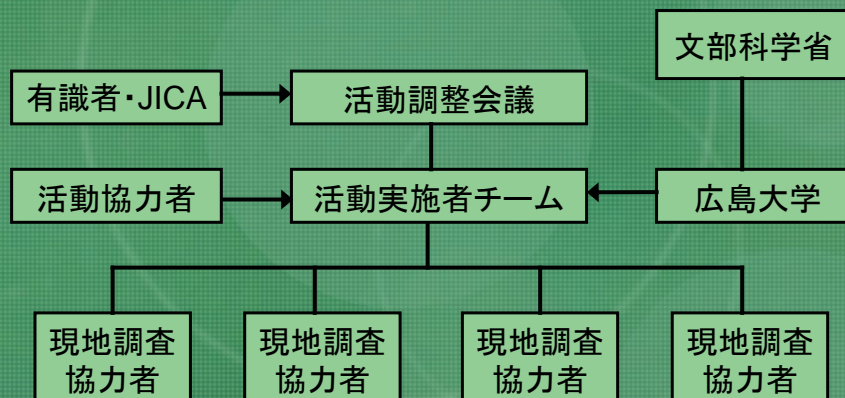 文部科学省
有識者・JICA
活動調整会議
活動協力者
活動実施者チーム
広島大学
現地調査
協力者
現地調査
協力者
現地調査
協力者
現地調査
協力者